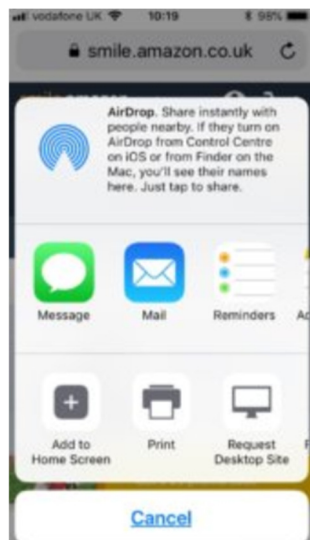 vodafone UK 10:19 98%
smile.amazon.co.uk
AirDrop. Share instantly with
people nearby. If they turn on
AirDrop from Control Centre
on iOS or from Finder on the
Mac, you'll see their names
here. Just tap to share.
Message Mail Reminders
Add to Print Request
Home Screen Desktop Site
Cancel